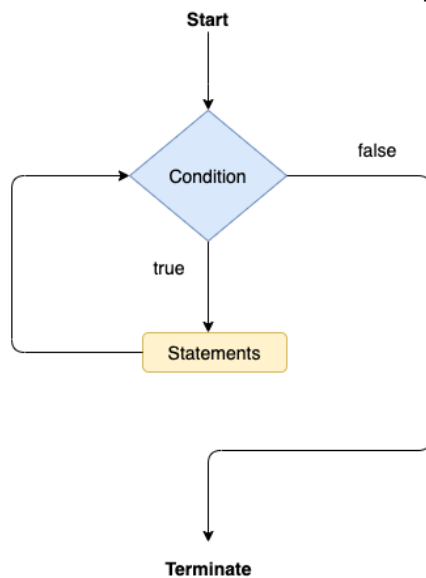 Start
Condition
false
true
Statements
Terminate